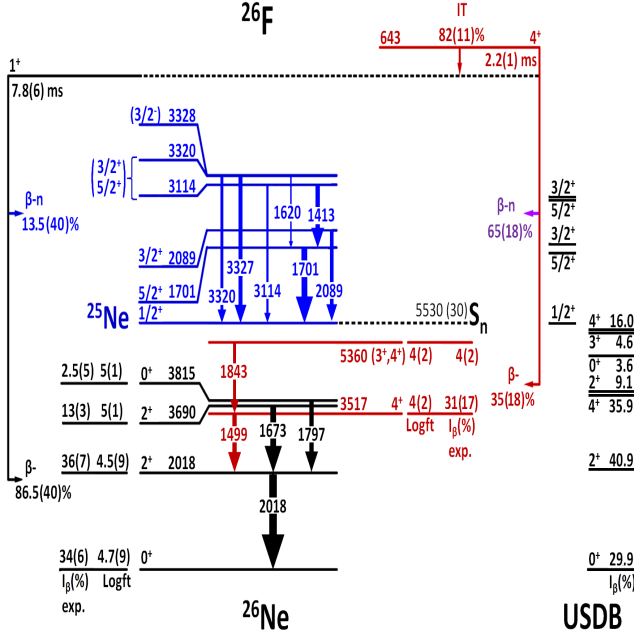 ²⁶F
IT
643 82(11)% 4⁺
1⁺
2.2(1) ms
7.8(6) ms
(3/2⁻) 3328
3320
(3/2⁺
5/2⁺)
3114
β-n
13.5(40)%
1620 1413
β-n
65(18)%
3/2⁺
5/2⁺
3/2⁺
5/2⁺
3/2⁺ 2089
3327 1701
3320 3114 2089
5/2⁺ 1701
1/2⁺
²⁵Ne
5530 (30) Sₙ
1/2⁺
4⁺ 16.0
3⁺ 4.6
0⁺ 3.6
2⁺ 9.1
4⁺ 35.9
5360 (3⁺,4⁺) 4(2) 4(2)
1843
2.5(5) 5(1) 0⁺ 3815
β-
35(18)%
3517 4⁺ 4(2) 31(17)
Logft Iβ(%)
exp.
13(3) 5(1) 2⁺ 3690
1499 1673 1797
36(7) 4.5(9) 2⁺ 2018
2⁺ 40.9
β-
86.5(40)%
2018
34(6) 4.7(9) 0⁺
0⁺ 29.9
Iβ(%) Logft
exp.
Iβ(%)
²⁶Ne
USDB